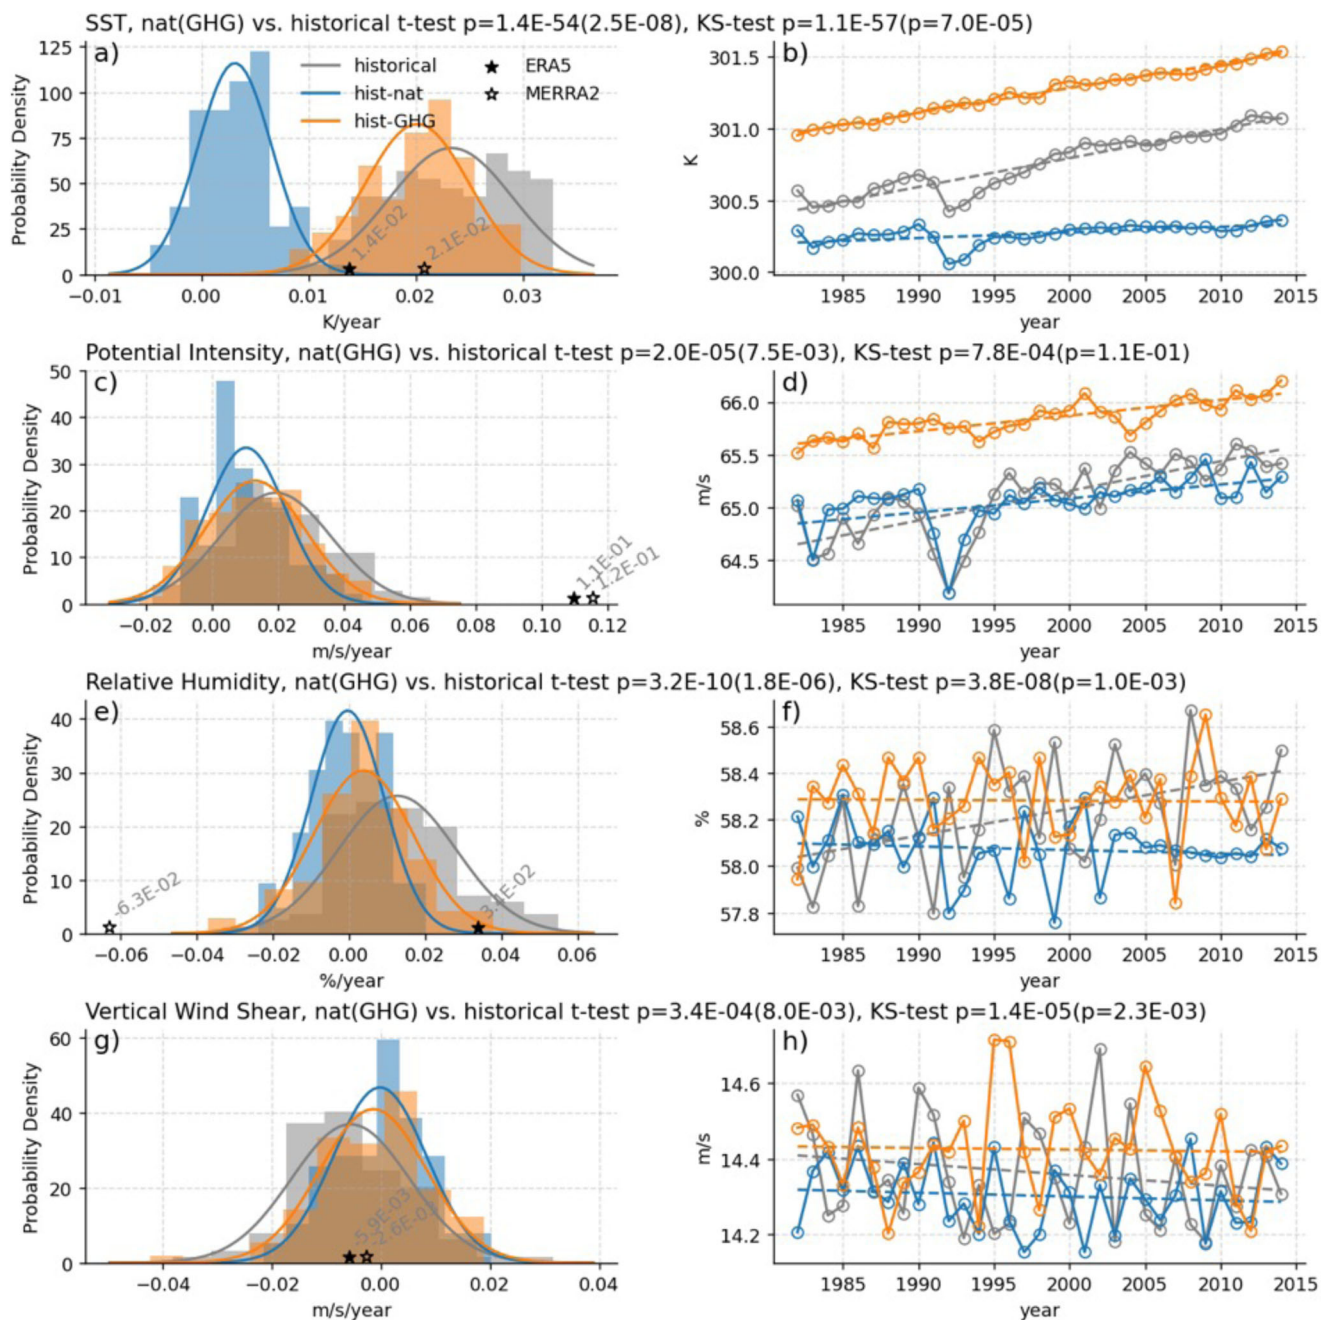 SST, nat(GHG) vs. historical t-test p=1.4E-54(2.5E-08), KS-test p=1.1E-57(p=7.0E-05)
a)
Probability Density
125
100
75
50
25
0
historical
hist-nat
hist-GHG
ERA5
MERRA2
1.4E-02
2.1E-02
−0.01 0.00 0.01 0.02 0.03
K/year
b)
K
301.5
301.0
300.5
300.0
1985 1990 1995 2000 2005 2010 2015
year
Potential Intensity, nat(GHG) vs. historical t-test p=2.0E-05(7.5E-03), KS-test p=7.8E-04(p=1.1E-01)
c)
Probability Density
50
40
30
20
10
0
1.1E-01
1.2E-01
−0.02 0.00 0.02 0.04 0.06 0.08 0.10 0.12
m/s/year
d)
m/s
66.0
65.5
65.0
64.5
1985 1990 1995 2000 2005 2010 2015
year
Relative Humidity, nat(GHG) vs. historical t-test p=3.2E-10(1.8E-06), KS-test p=3.8E-08(p=1.0E-03)
e)
Probability Density
40
30
20
10
0
-6.3E-02
3.4E-02
−0.06 −0.04 −0.02 0.00 0.02 0.04 0.06
%/year
f)
%
58.6
58.4
58.2
58.0
57.8
1985 1990 1995 2000 2005 2010 2015
year
Vertical Wind Shear, nat(GHG) vs. historical t-test p=3.4E-04(8.0E-03), KS-test p=1.4E-05(p=2.3E-03)
g)
Probability Density
60
40
20
0
-5.9E-03
-2.6E-03
−0.04 −0.02 0.00 0.02 0.04
m/s/year
h)
m/s
14.6
14.4
14.2
1985 1990 1995 2000 2005 2010 2015
year